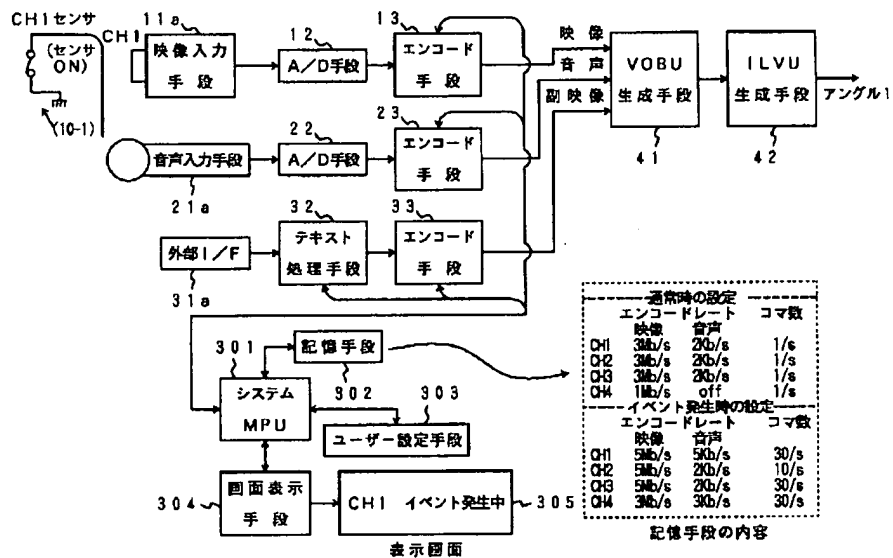 CH1センサ
(センサ
ON)
(10-1)
11a
CH1
映像入力
手段
12
A/D手段
13
エンコード
手段
映像
音声
副映像
VOBU
生成手段
41
ILVU
生成手段
42
アングル1
音声入力手段
21a
22
A/D手段
23
エンコード
手段
外部I/F
31a
32
テキスト
処理手段
33
エンコード
手段
301
システム
MPU
記憶手段
302
303
ユーザー設定手段
304
画面表示
手段
CH1 イベント発生中
305
表示画面
通常時の設定
エンコードレート コマ数
映像 音声
CH1 3Mb/s 2Kb/s 1/s
CH2 3Mb/s 2Kb/s 1/s
CH3 3Mb/s 2Kb/s 1/s
CH4 1Mb/s off 1/s
イベント発生時の設定
エンコードレート コマ数
映像 音声
CH1 5Mb/s 5Kb/s 30/s
CH2 5Mb/s 2Kb/s 10/s
CH3 5Mb/s 2Kb/s 30/s
CH4 3Mb/s 3Kb/s 30/s
記憶手段の内容